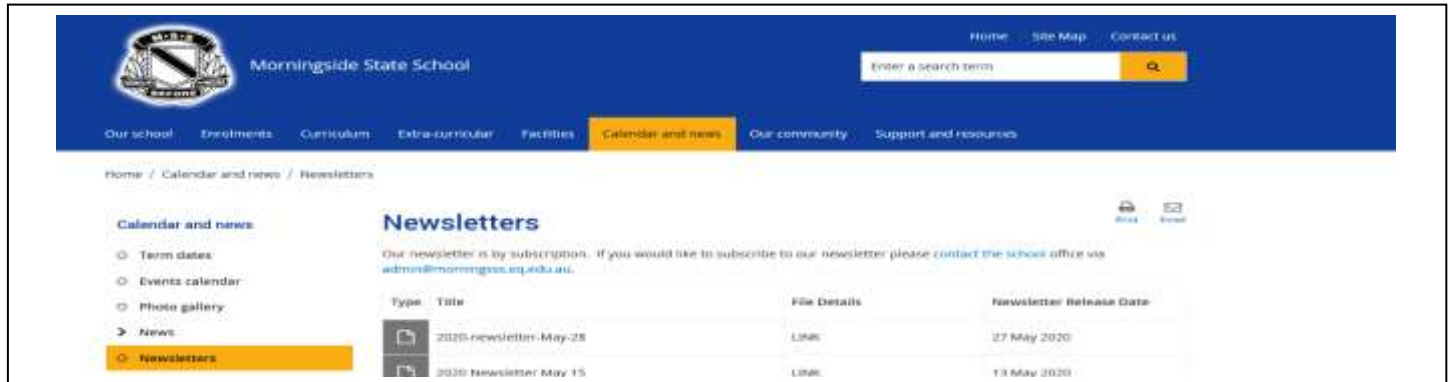 M·S·S
Home Site Map Contact us
Morningside State School
Enter a search term
Our school Enrolments Curriculum Extra-curricular Facilities Calendar and news Our community Support and resources
Home / Calendar and news / Newsletters
Calendar and news
Term dates
Events calendar
Photo gallery
News
Newsletters
Newsletters
Print Email
Our newsletter is by subscription. If you would like to subscribe to our newsletter please contact the school office via
admin@morningsss.eq.edu.au.
Type Title File Details Newsletter Release Date
2020-newsletter-May-28 LINK 27 May 2020
2020 Newsletter May 15 LINK 13 May 2020